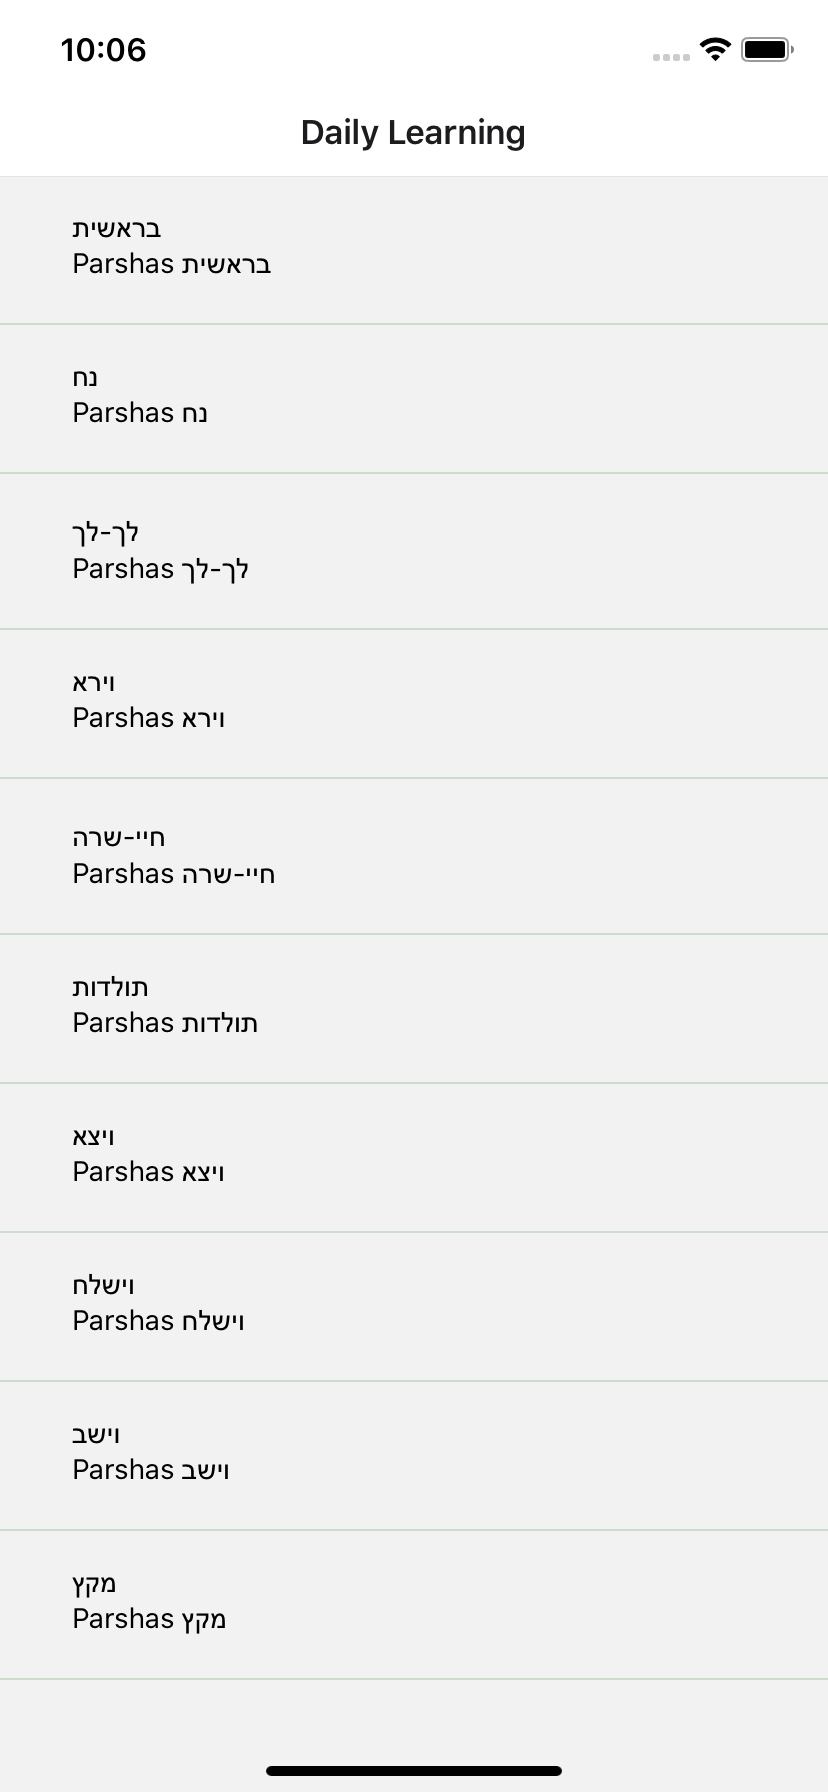 10:06
Daily Learning
בראשית
Parshas בראשית
נח
Parshas נח
לך-לך
Parshas לך-לך
וירא
Parshas וירא
חיי-שרה
Parshas חיי-שרה
תולדות
Parshas תולדות
ויצא
Parshas ויצא
וישלח
Parshas וישלח
וישב
Parshas וישב
מקץ
Parshas מקץ